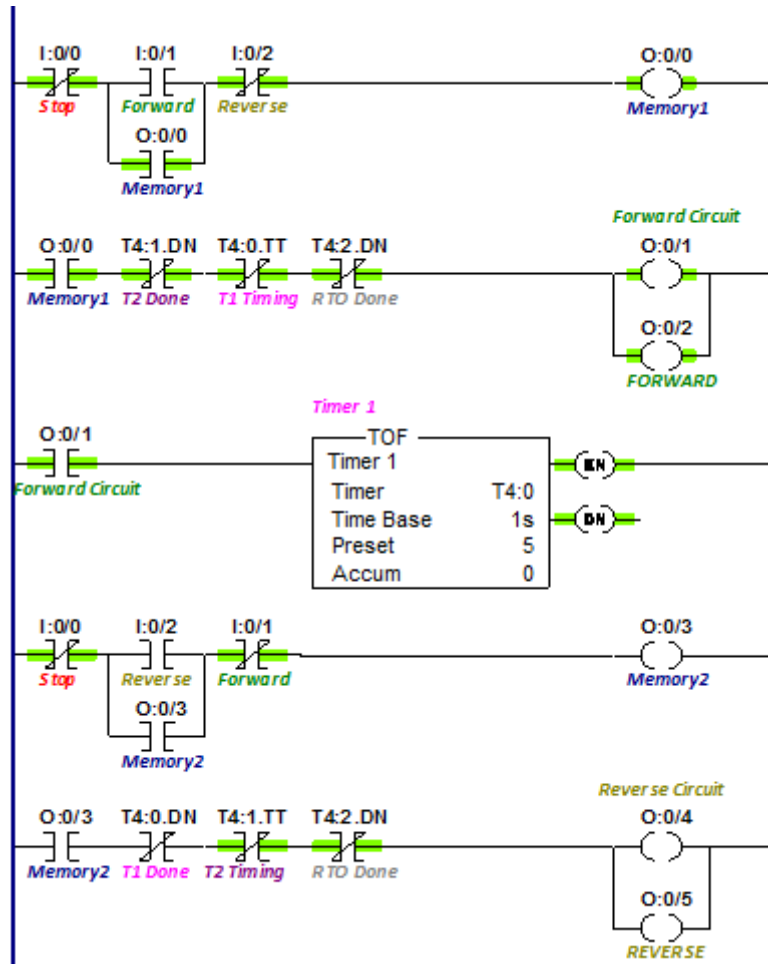 I:0/0 I:0/1 I:0/2 O:0/0
Stop Forward Reverse Memory1
O:0/0
Memory1
Forward Circuit
O:0/0 T4:1.DN T4:0.TT T4:2.DN O:0/1
Memory1 T2 Done T1 Timing RTO Done
O:0/2
FORWARD
Timer 1
O:0/1
Forward Circuit
TOF
Timer 1 EN
Timer T4:0
Time Base 1s DN
Preset 5
Accum 0
I:0/0 I:0/2 I:0/1 O:0/3
Stop Reverse Forward Memory2
O:0/3
Memory2
Reverse Circuit
O:0/3 T4:0.DN T4:1.TT T4:2.DN O:0/4
Memory2 T1 Done T2 Timing RTO Done
O:0/5
REVERSE